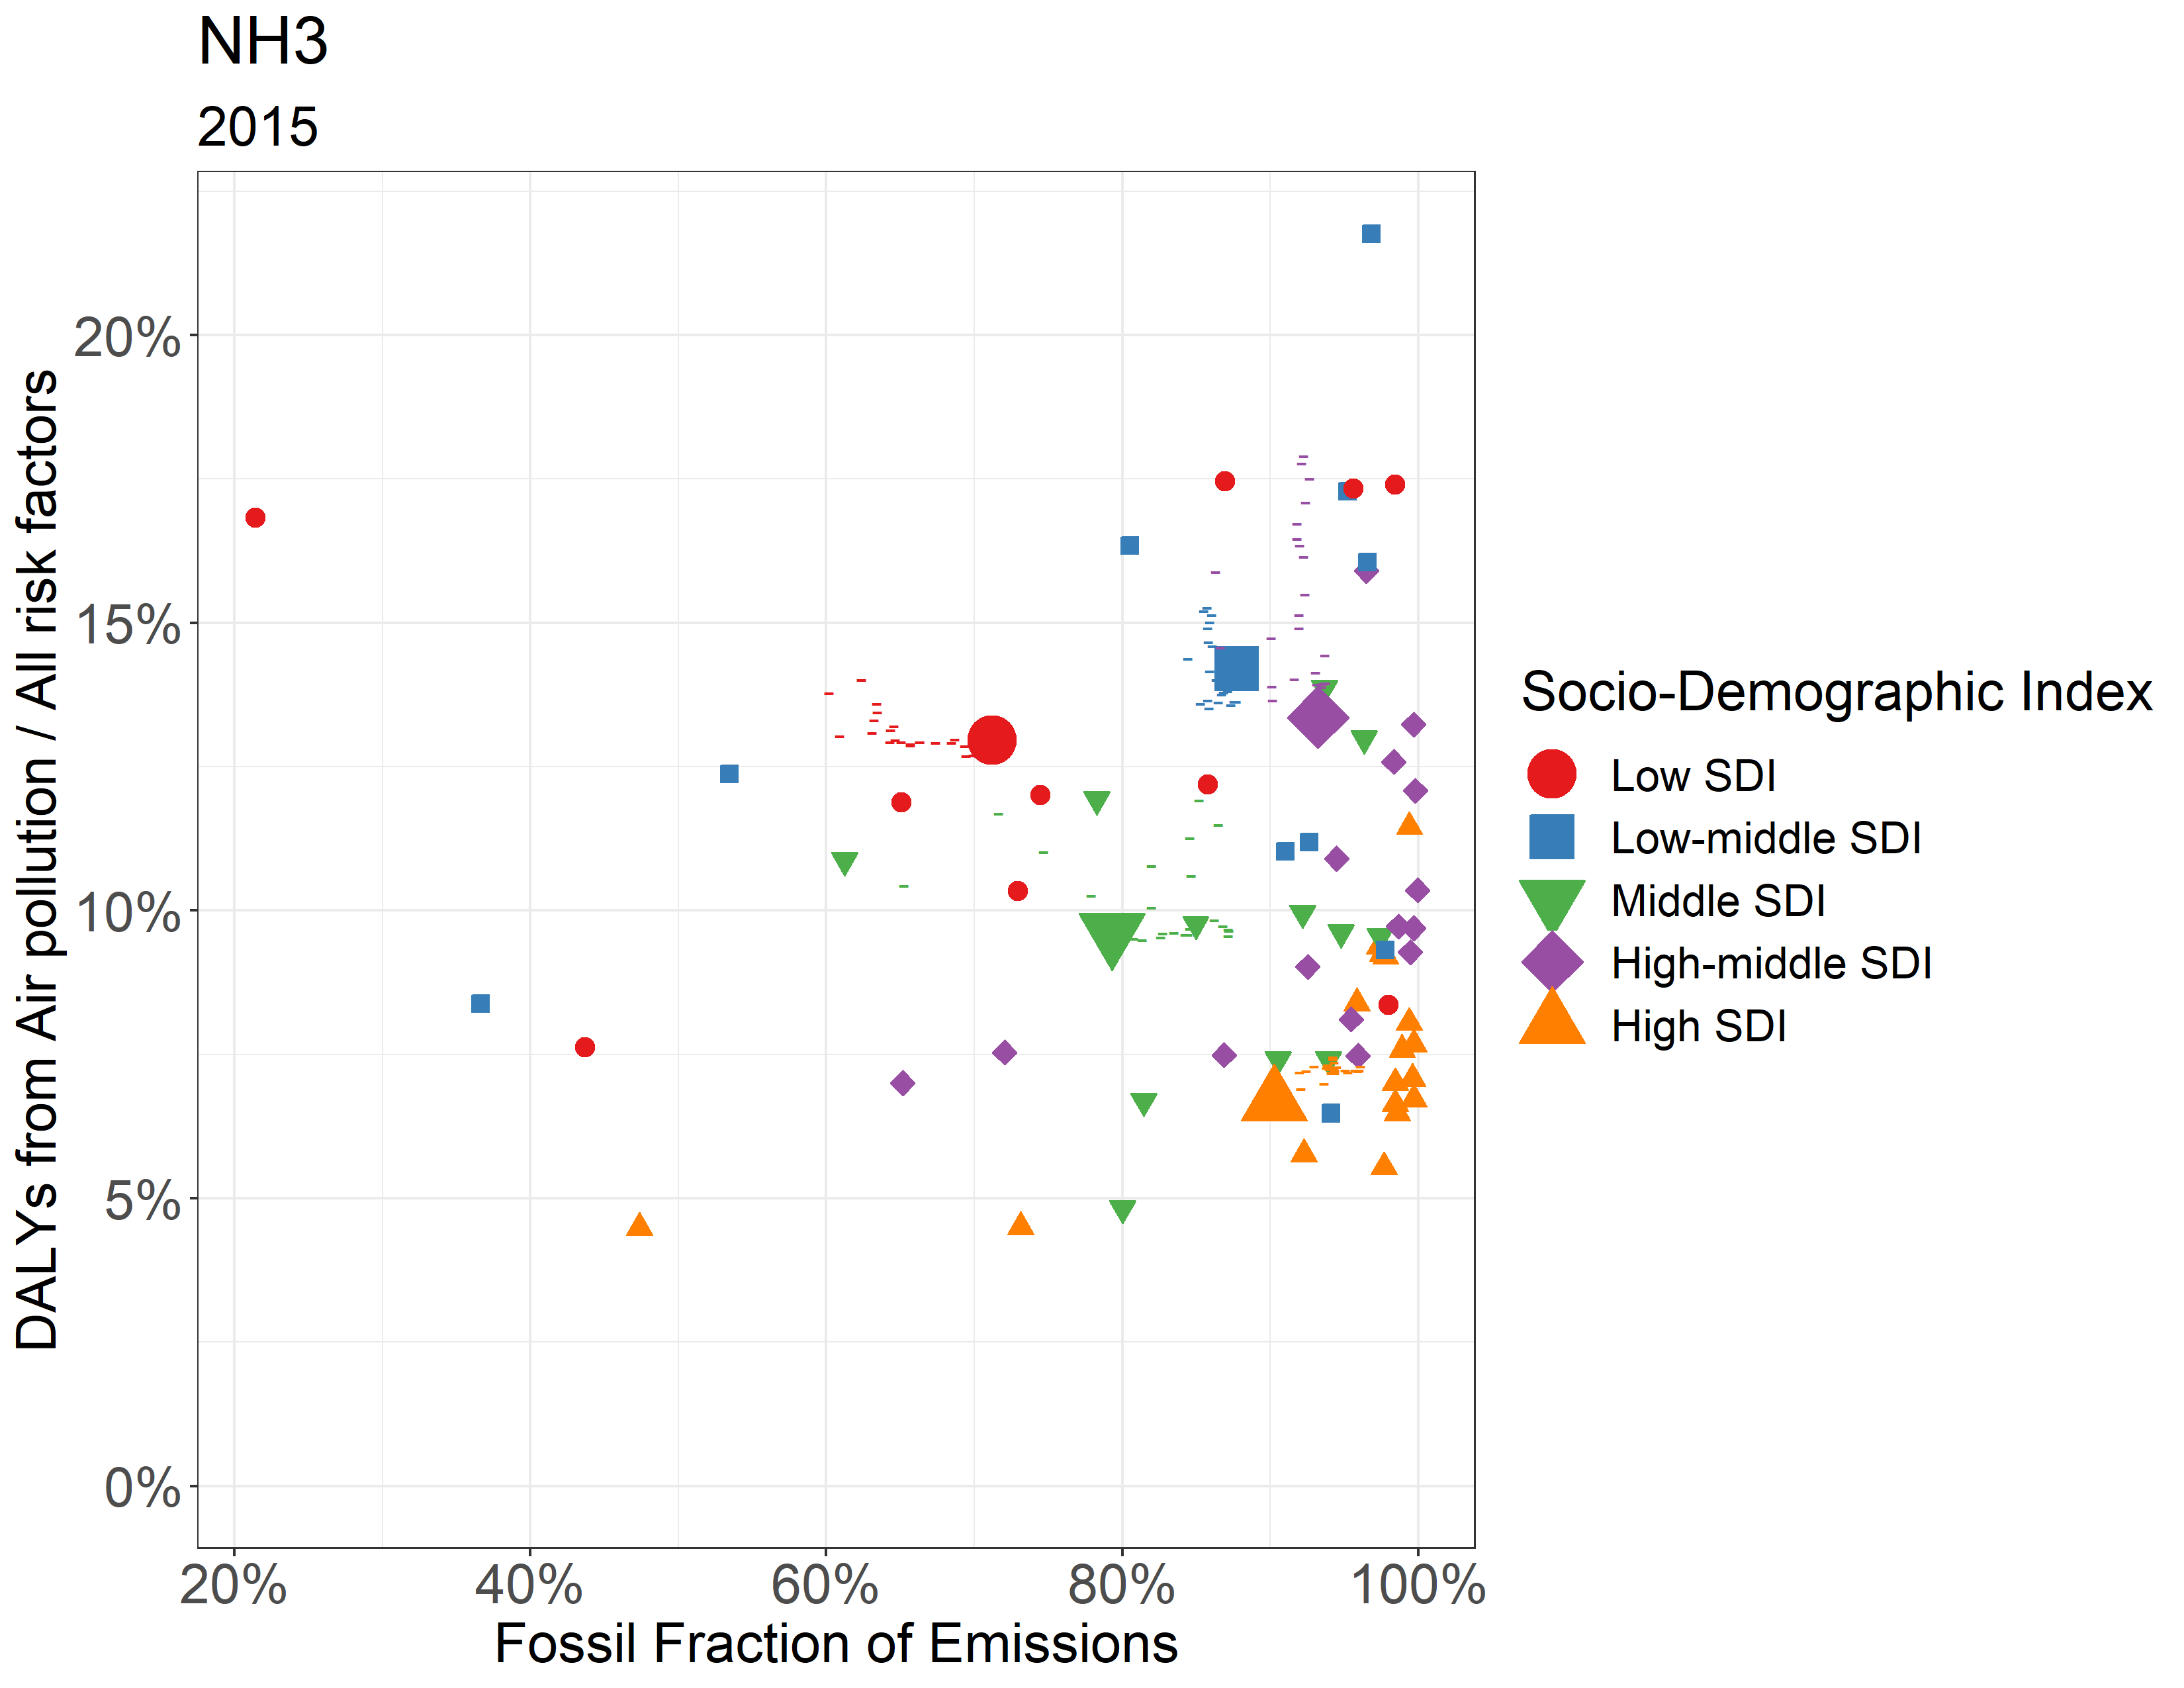 NH3
2015
DALYs from Air pollution / All risk factors
20%
15%
10%
5%
0%
20% 40% 60% 80% 100%
Fossil Fraction of Emissions
Socio-Demographic Index
Low SDI
Low-middle SDI
Middle SDI
High-middle SDI
High SDI